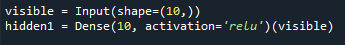 visible = Input(shape=(10,))
hidden1 = Dense(10, activation='relu')(visible)